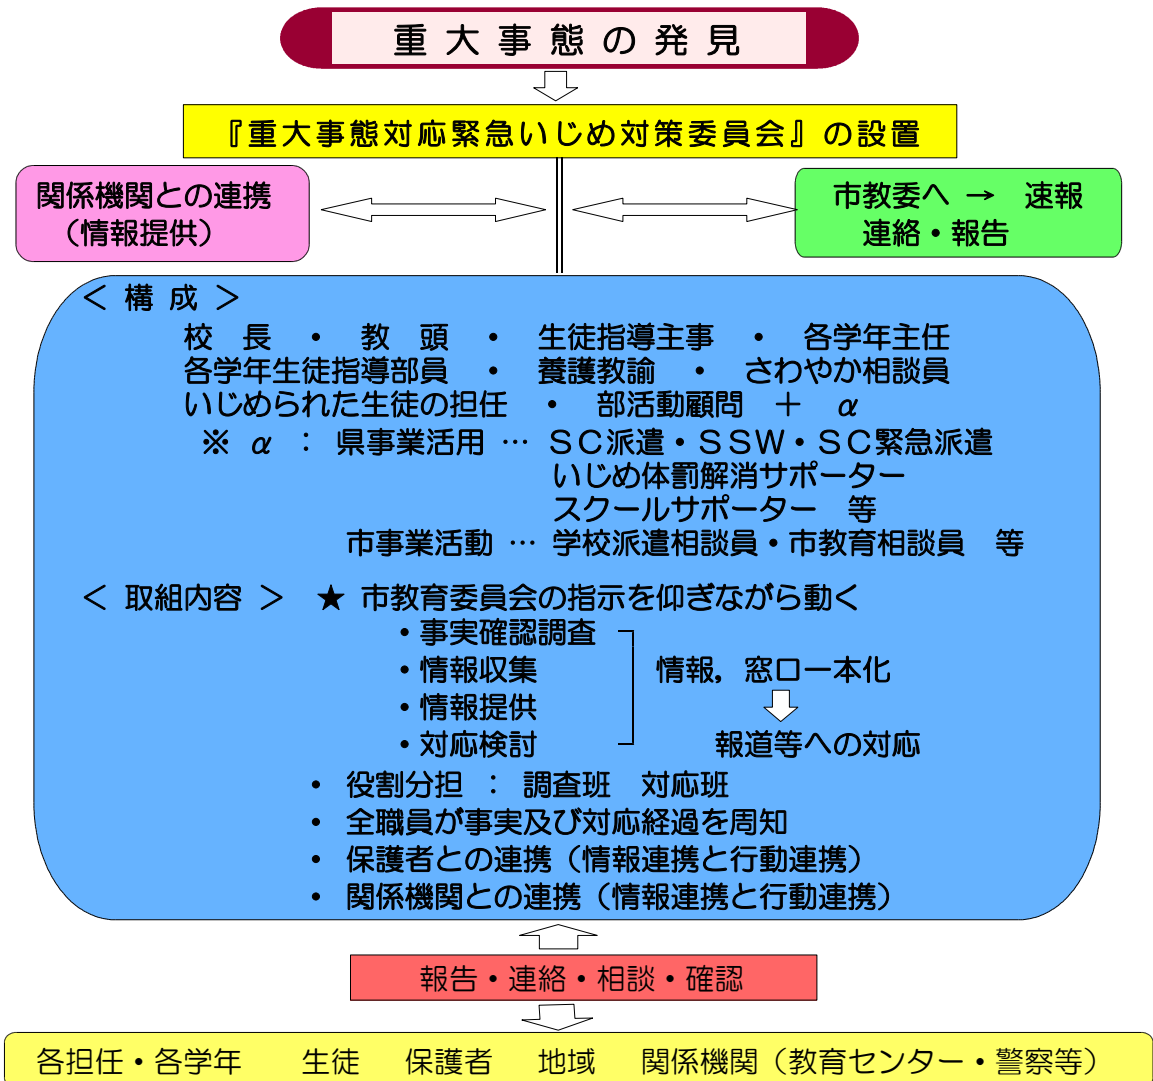 重大事態の発見
『重大事態対応緊急いじめ対策委員会』の設置
関係機関との連携
（情報提供）
市教委へ → 速報
連絡・報告
＜ 構 成 ＞
校 長 ・ 教 頭 ・ 生徒指導主事 ・ 各学年主任
各学年生徒指導部員 ・ 養護教諭 ・ さわやか相談員
いじめられた生徒の担任 ・ 部活動顧問 ＋ α
※ α ： 県事業活用 … ＳＣ派遣・ＳＳＷ・ＳＣ緊急派遣
いじめ体罰解消サポーター
スクールサポーター 等
市事業活動 … 学校派遣相談員・市教育相談員 等
＜ 取組内容 ＞ ★ 市教育委員会の指示を仰ぎながら動く
・事実確認調査
・情報収集
・情報提供
・対応検討
情報，窓口一本化
報道等への対応
・ 役割分担 ： 調査班 対応班
・ 全職員が事実及び対応経過を周知
・ 保護者との連携（情報連携と行動連携）
・ 関係機関との連携（情報連携と行動連携）
報告・連絡・相談・確認
各担任・各学年 生徒 保護者 地域 関係機関（教育センター・警察等）